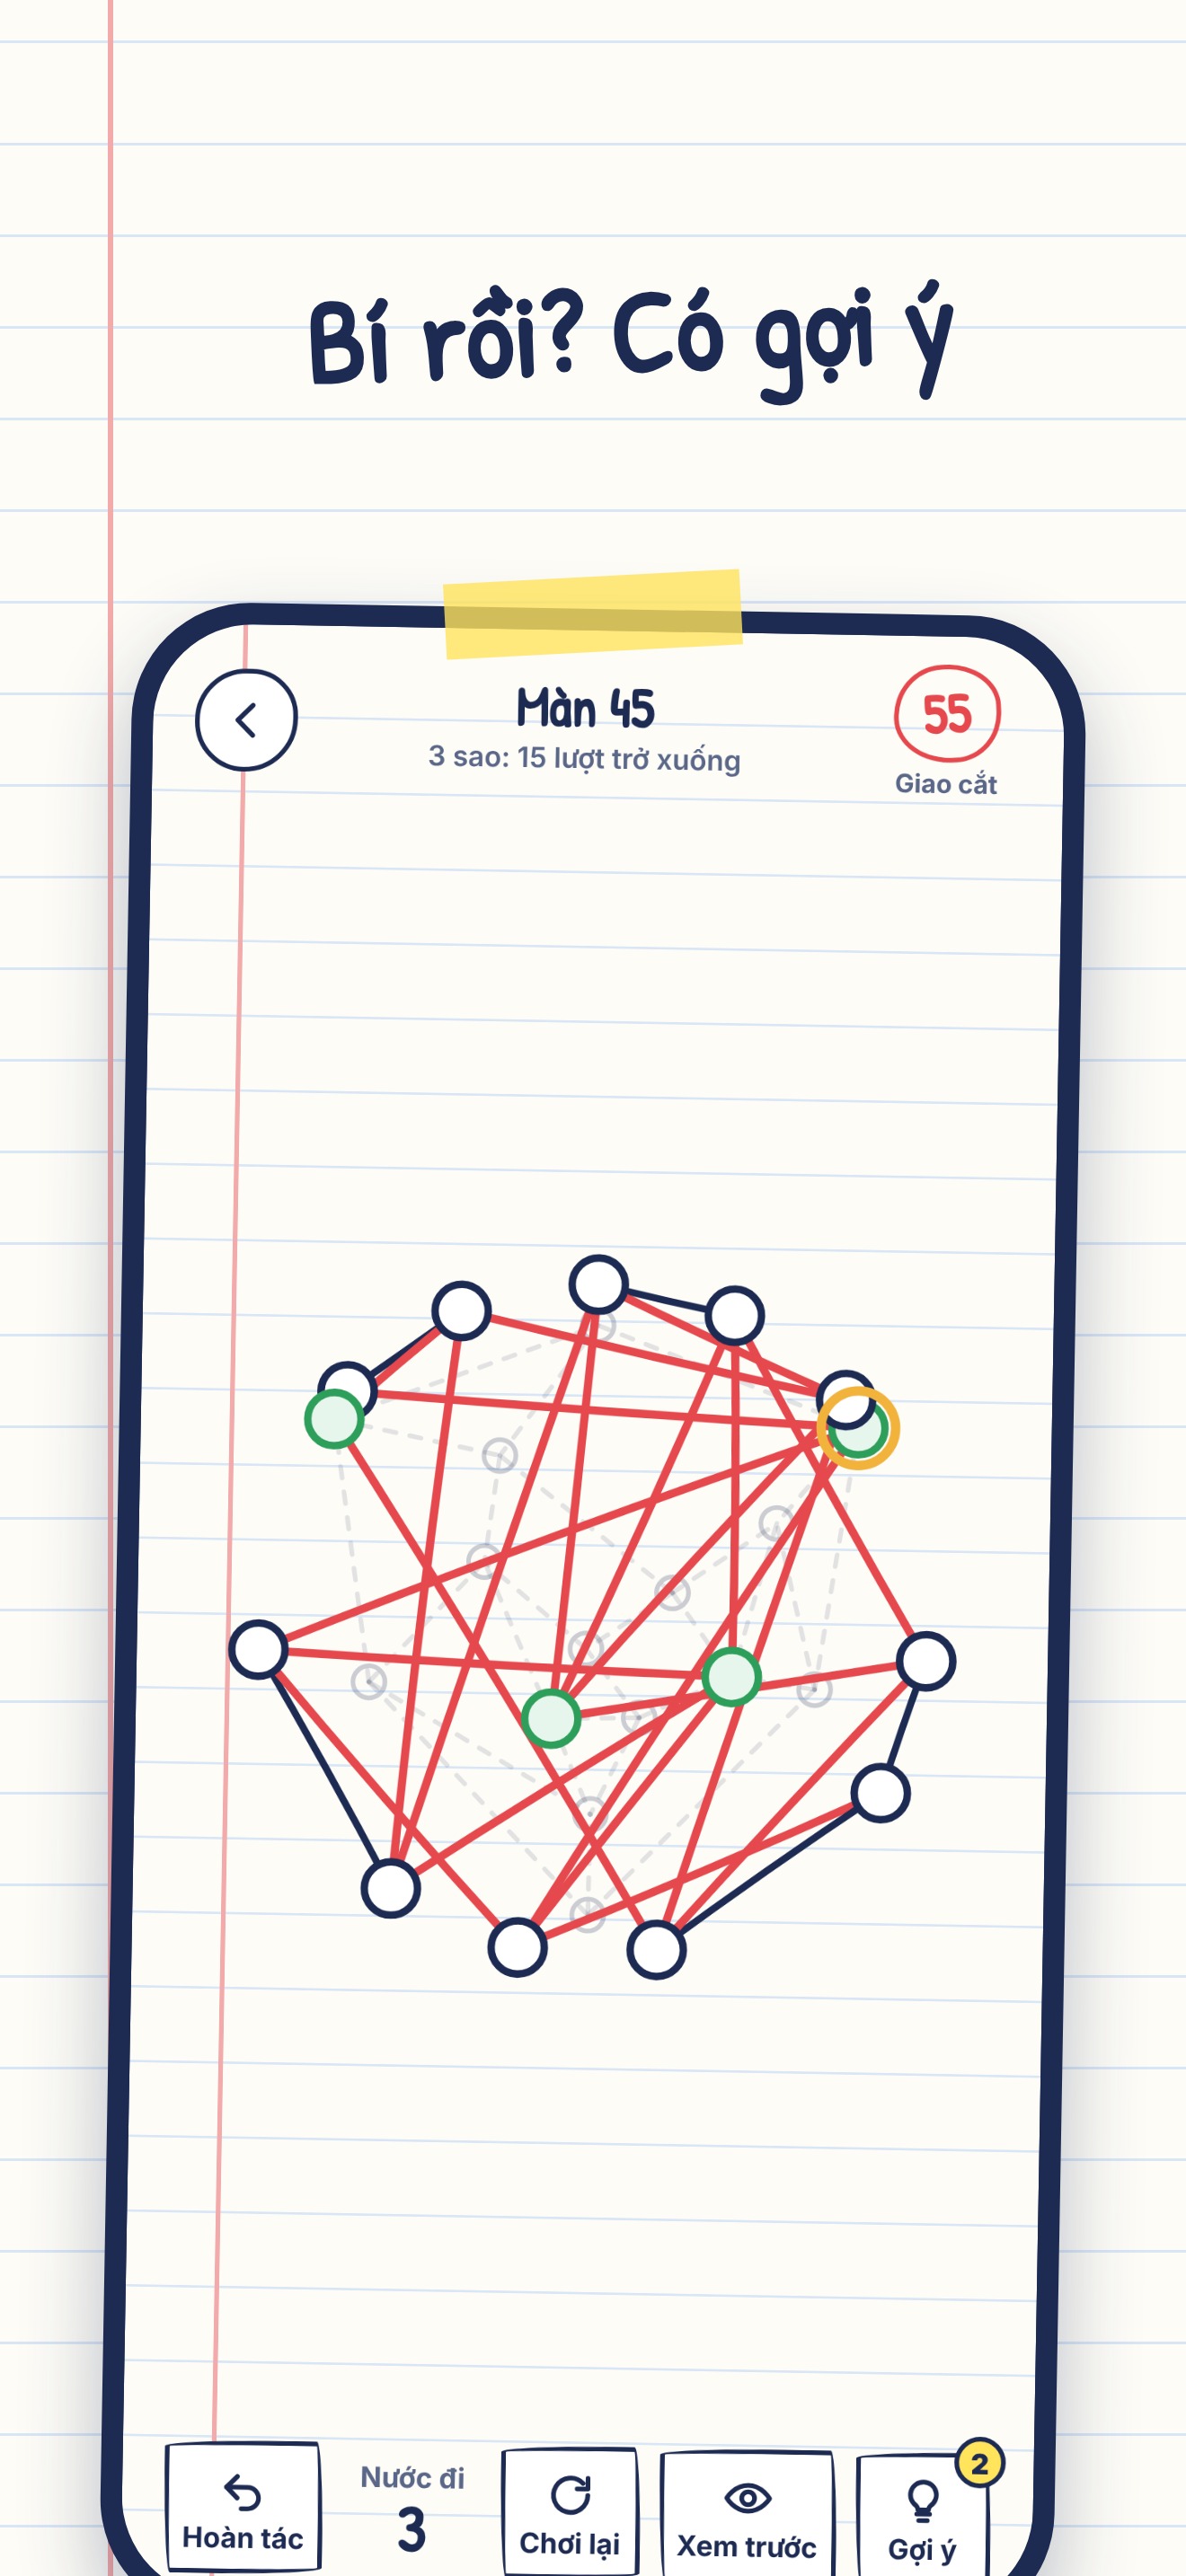 Bí rồi? Có gợi ý
Màn 45
3 sao: 15 lượt trở xuống
55
Giao cắt
Hoàn tác
Nước đi
3
Chơi lại
Xem trước
2
Gợi ý